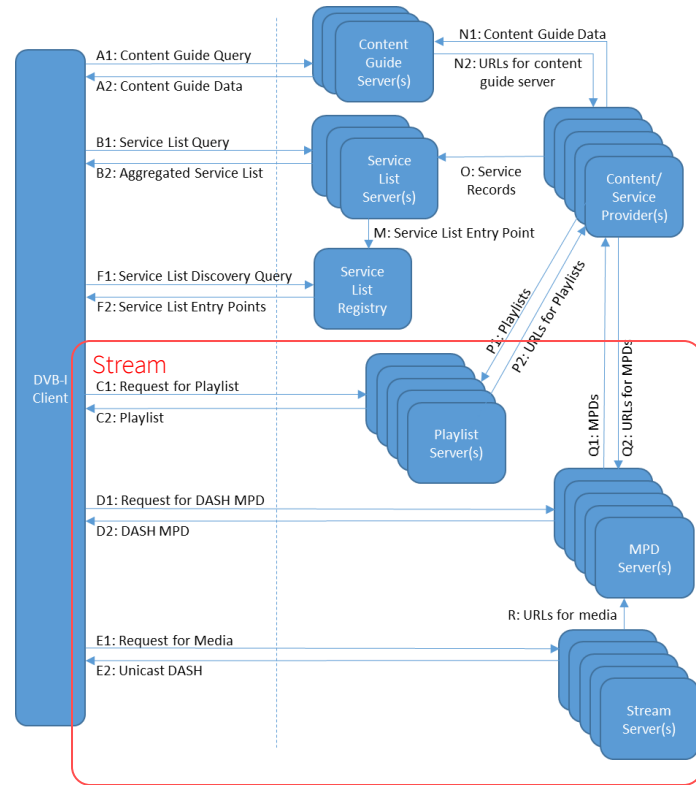 A1: Content Guide Query
A2: Content Guide Data
Content
Guide
Server(s)
N1: Content Guide Data
N2: URLs for content
guide server
B1: Service List Query
B2: Aggregated Service List
Service
List
Server(s)
O: Service
Records
Content/
Service
Provider(s)
M: Service List Entry Point
F1: Service List Discovery Query
F2: Service List Entry Points
Service
List
Registry
P1: Playlists
P2: URLs for Playlists
Q1: MPDs
Q2: URLs for MPDs
Stream
DVB-I
Client
C1: Request for Playlist
C2: Playlist
Playlist
Server(s)
D1: Request for DASH MPD
D2: DASH MPD
MPD
Server(s)
R: URLs for media
E1: Request for Media
E2: Unicast DASH
Stream
Server(s)